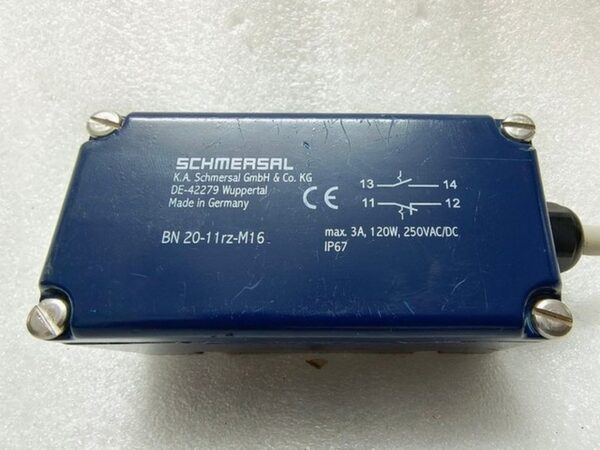 SCHMERSAL
K.A. Schmersal GmbH & Co. KG
DE-42279 Wuppertal
Made in Germany
CE
13 14
11 12
BN 20-11rz-M16
max. 3A, 120W, 250VAC/DC
IP67